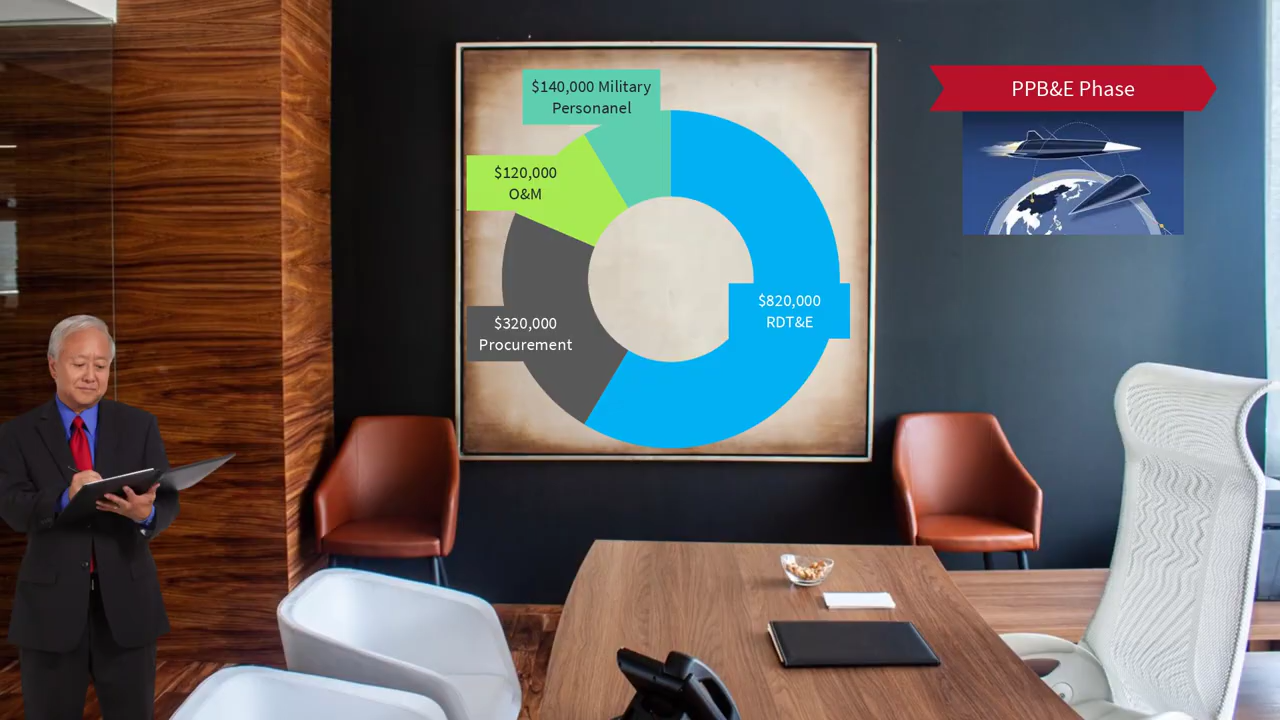 $140,000 Military
Personanel
PPB&E Phase
$120,000
O&M
$820,000
RDT&E
$320,000
Procurement